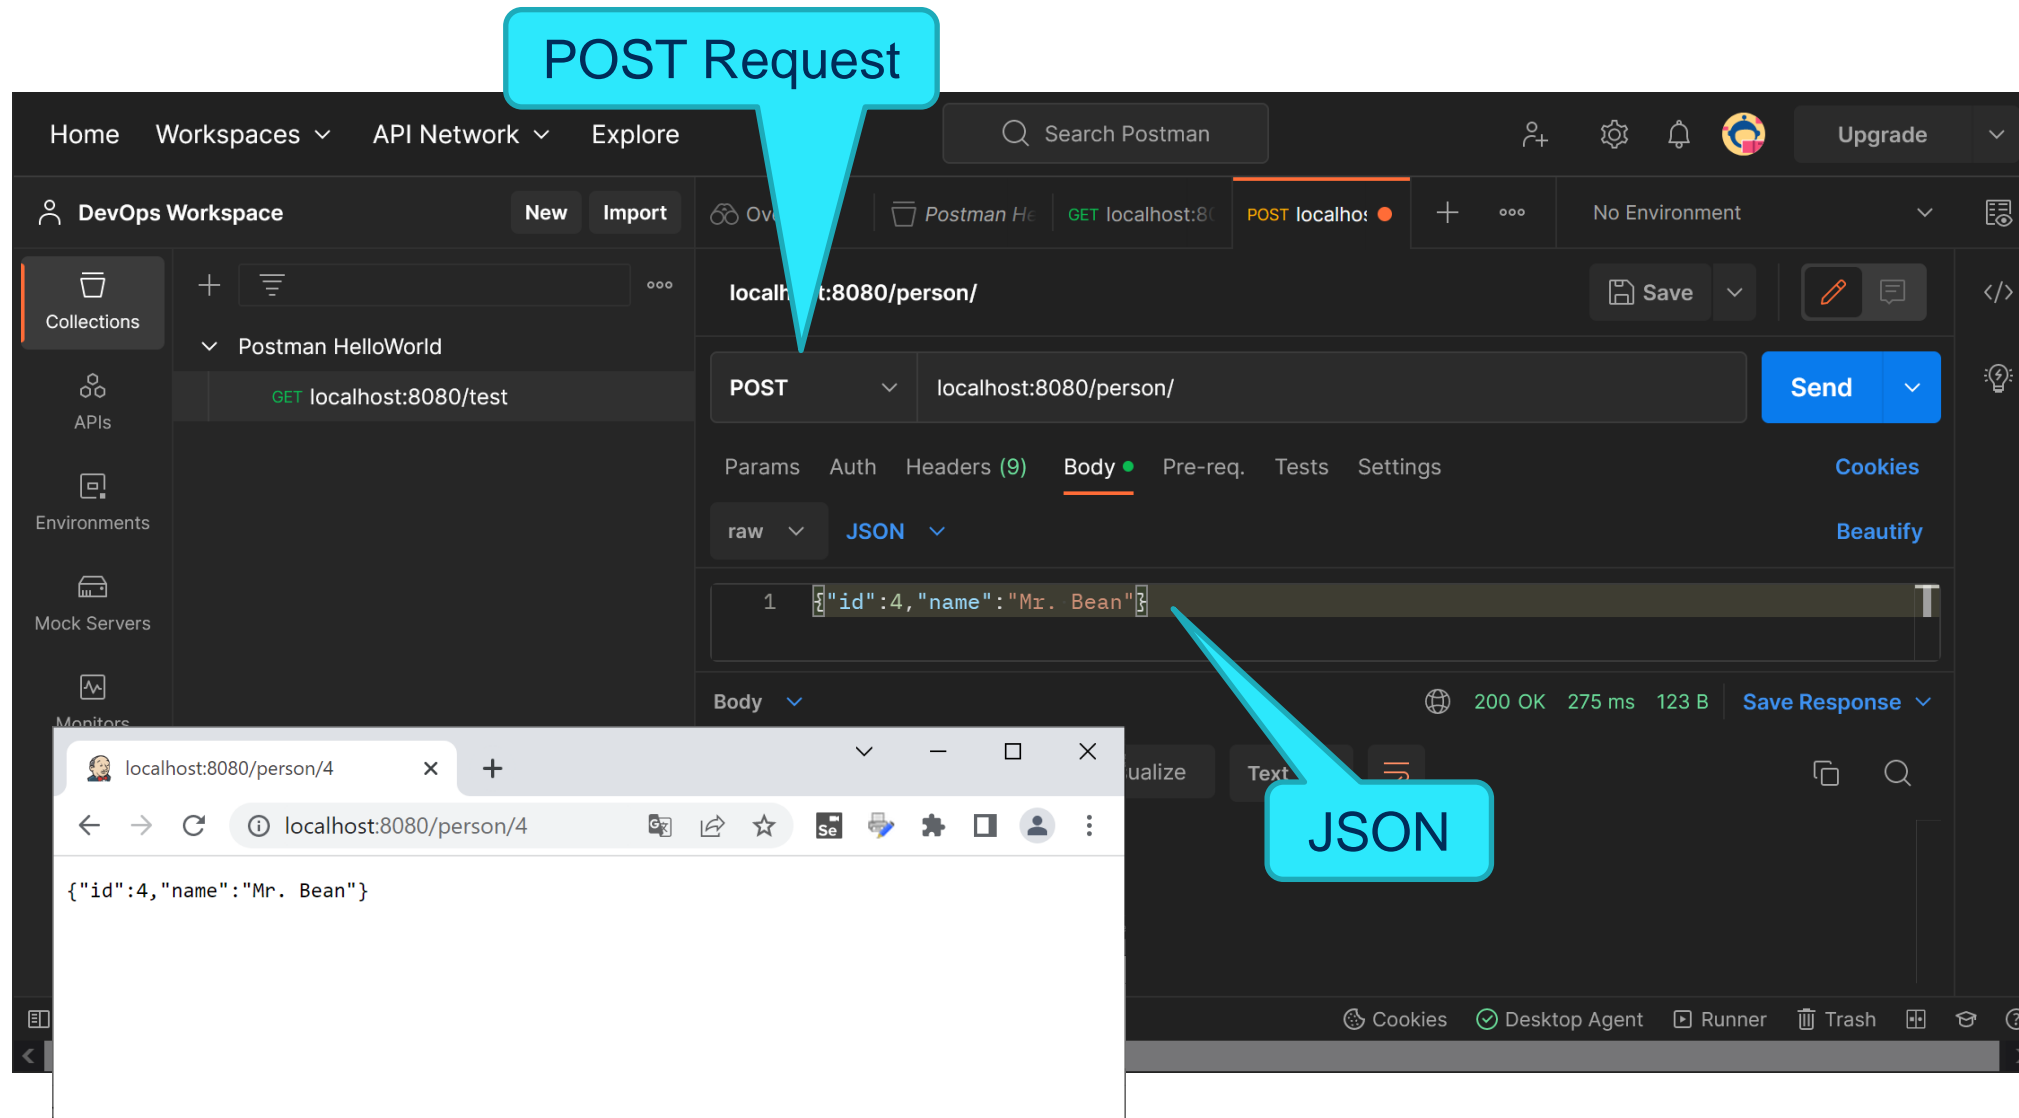 POST Request
Home Workspaces API Network Explore Search Postman Upgrade
DevOps Workspace New Import Postman GET localhost:8 POST localhos No Environment
Collections
localh t:8080/person/ Save
Postman HelloWorld
GET localhost:8080/test
POST localhost:8080/person/ Send
APIs
Params Auth Headers (9) Body Pre-req. Tests Settings Cookies
Environments
raw JSON Beautify
1 {"id":4,"name":"Mr. Bean"}
Mock Servers
Body 200 OK 275 ms 123 B Save Response
Monitors
ualize Text
JSON
localhost:8080/person/4
localhost:8080/person/4
Se
{"id":4,"name":"Mr. Bean"}
Cookies Desktop Agent Runner Trash